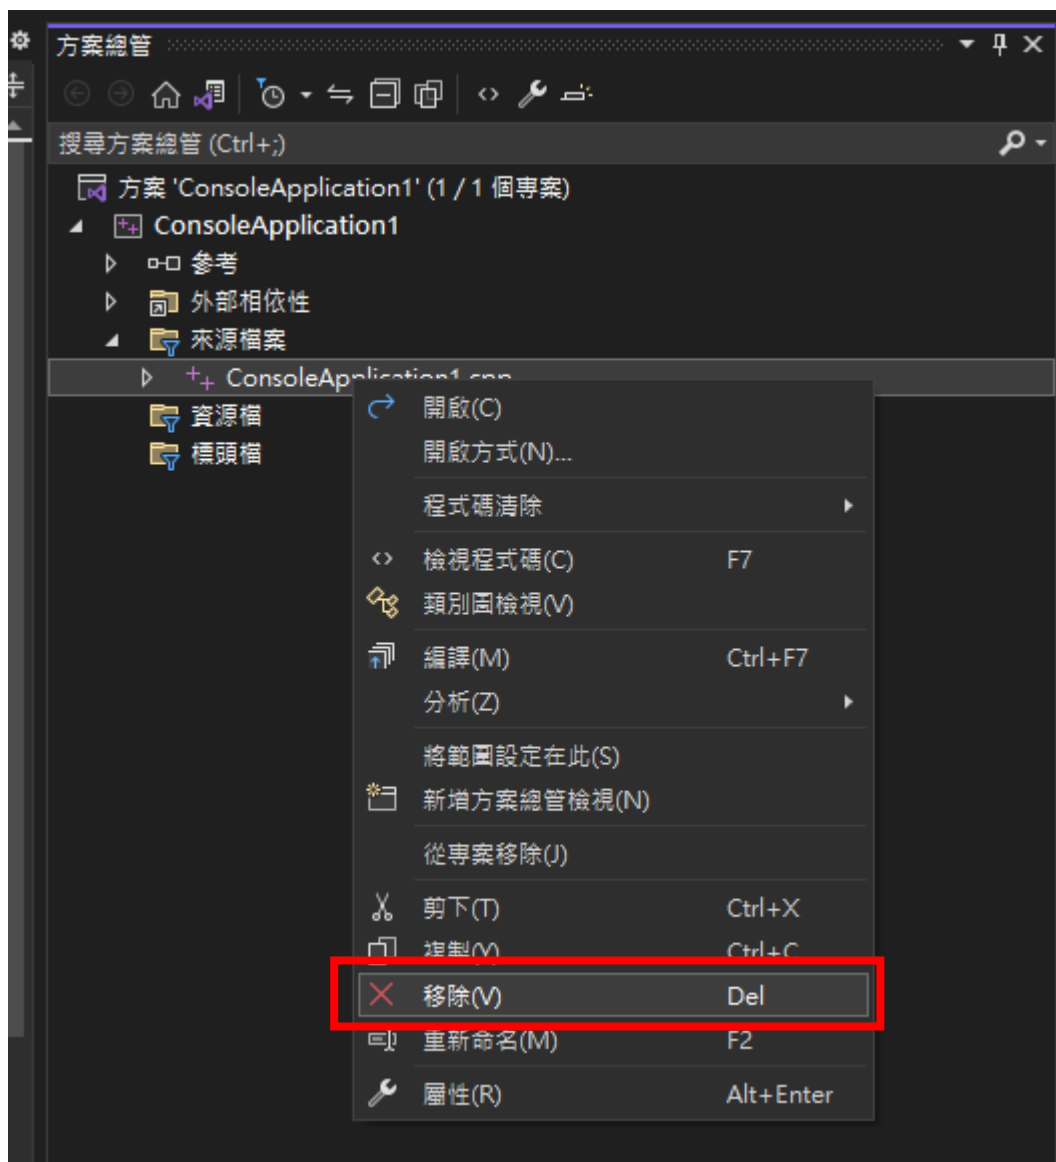 方案總管
搜尋方案總管 (Ctrl+;)
方案 'ConsoleApplication1' (1 / 1 個專案)
ConsoleApplication1
參考
外部相依性
來源檔案
ConsoleApplication1.cpp
資源檔
標頭檔
開啟(C)
開啟方式(N)...
程式碼清除
檢視程式碼(C) F7
類別圖檢視(V)
編譯(M) Ctrl+F7
分析(Z)
將範圍設定在此(S)
新增方案總管檢視(N)
從專案移除(J)
剪下(T) Ctrl+X
複製(Y) Ctrl+C
移除(V) Del
重新命名(M) F2
屬性(R) Alt+Enter